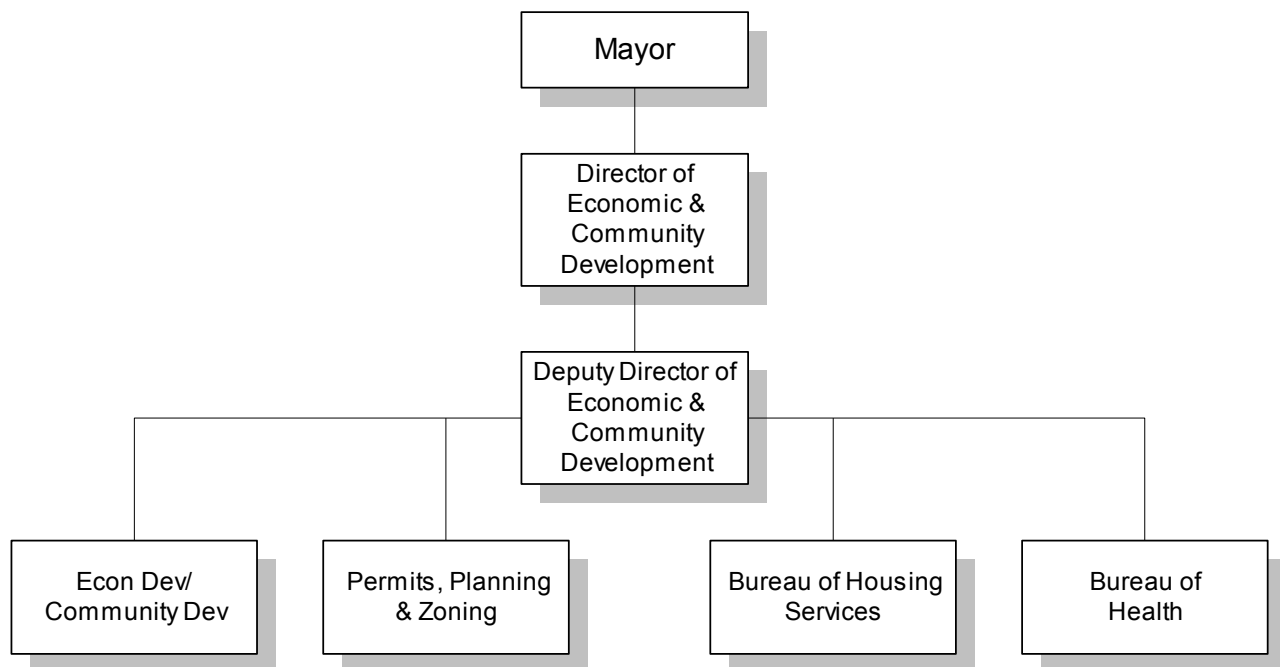 Mayor
Director of
Economic &
Community
Development
Deputy Director of
Economic &
Community
Development
Econ Dev/
Community Dev
Permits, Planning
& Zoning
Bureau of Housing
Services
Bureau of
Health